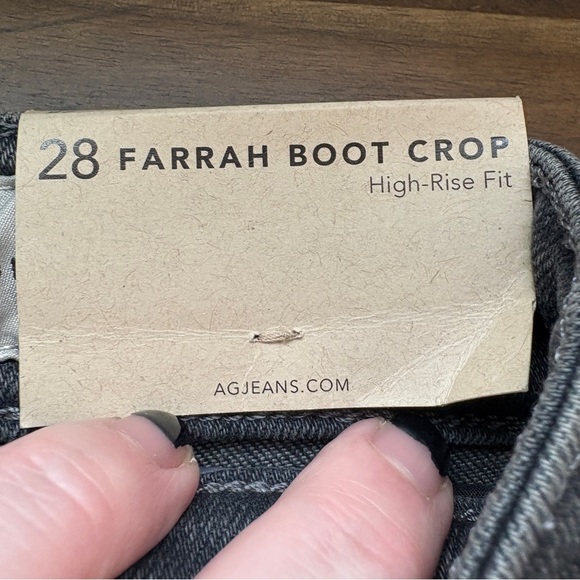 28 FARRAH BOOT CROP
High-Rise Fit
AGJEANS.COM